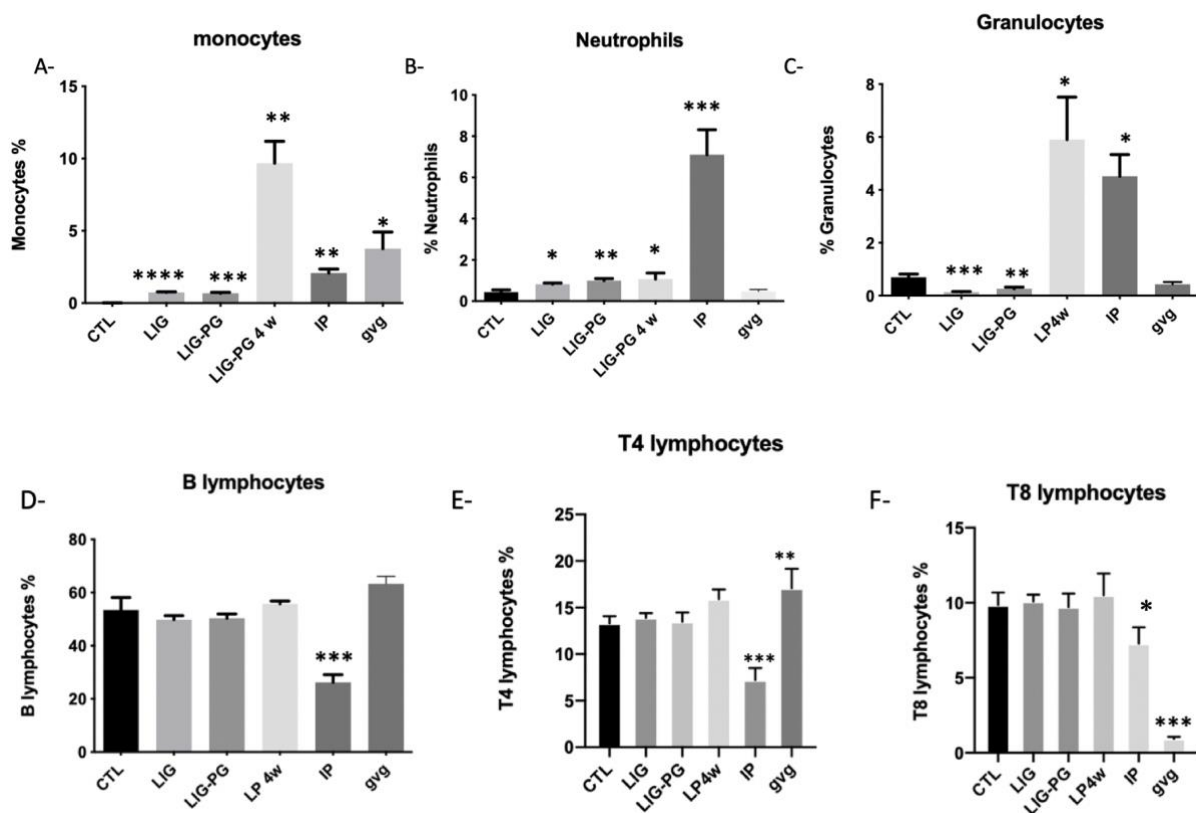 monocytes
A-
Monocytes %
15
10
5
0
****
***
**
**
*
CTL
LIG
LIG-PG
LIG-PG 4 w
IP
gvg
Neutrophils
B-
% Neutrophils
10
8
6
4
2
0
*
**
*
***
CTL
LIG
LIG-PG
LIG-PG 4 w
IP
gvg
Granulocytes
C-
% Granulocytes
8
6
4
2
0
***
**
*
*
CTL
LIG
LIG-PG
LP4w
IP
gvg
B lymphocytes
D-
B lymphocytes %
80
60
40
20
0
***
CTL
LIG
LIG-PG
LP 4w
IP
gvg
T4 lymphocytes
E-
T4 lymphocytes %
25
20
15
10
5
0
***
**
CTL
LIG
LIG-PG
LP4w
IP
gvg
T8 lymphocytes
F-
T8 lymphocytes %
15
10
5
0
*
***
CTL
LIG
LIG-PG
LP4w
IP
gvg